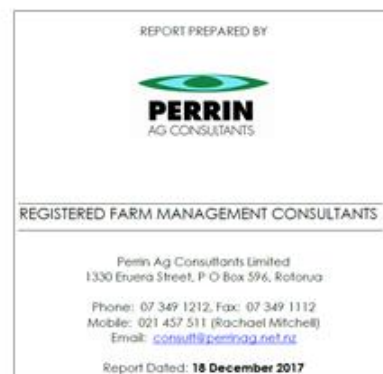 REPORT PREPARED BY
PERRIN
AG CONSULTANTS
REGISTERED FARM MANAGEMENT CONSULTANTS
Perrin Ag Consultants Limited
1330 Eruera Street, P O Box 596, Rotorua
Phone: 07 349 1212, Fax: 07 349 1112
Mobile: 021 457 511 (Rachael Mitchell)
Email: consult@perrinag.net.nz
Report Dated: 18 December 2017